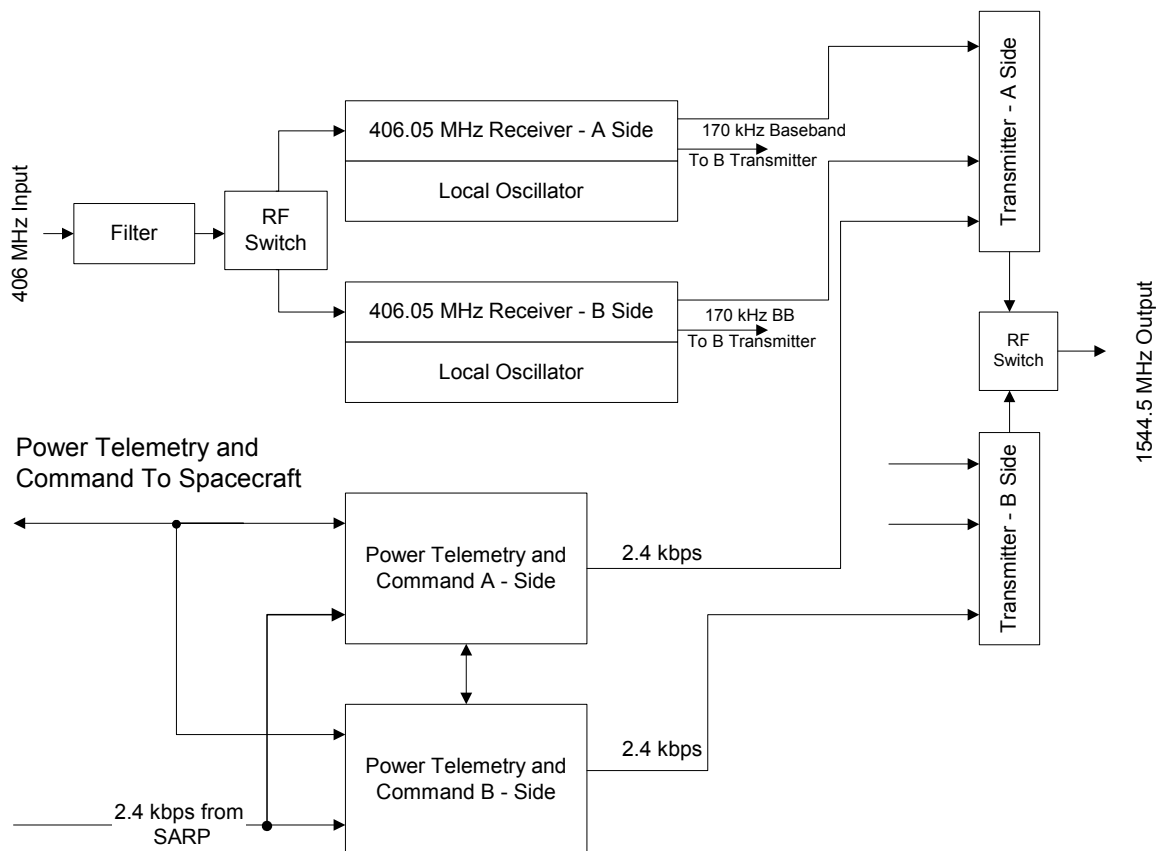 406 MHz Input
Filter
RF
Switch
406.05 MHz Receiver - A Side
Local Oscillator
170 kHz Baseband
To B Transmitter
406.05 MHz Receiver - B Side
Local Oscillator
170 kHz BB
To B Transmitter
Transmitter - A Side
RF
Switch
1544.5 MHz Output
Transmitter - B Side
Power Telemetry and
Command To Spacecraft
Power Telemetry and
Command A - Side
2.4 kbps
Power Telemetry and
Command B - Side
2.4 kbps
2.4 kbps from
SARP